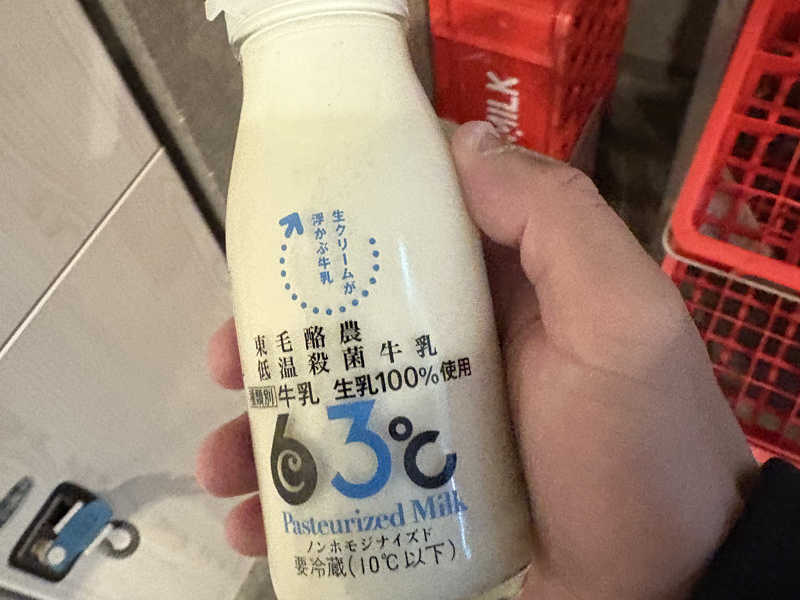 MILK
生クリームが
浮かぶ牛乳
東毛酪農
低温殺菌牛乳
種類別 牛乳 生乳100%使用
63℃
Pasteurized Milk
ノンホモジナイズド
要冷蔵(10℃以下)